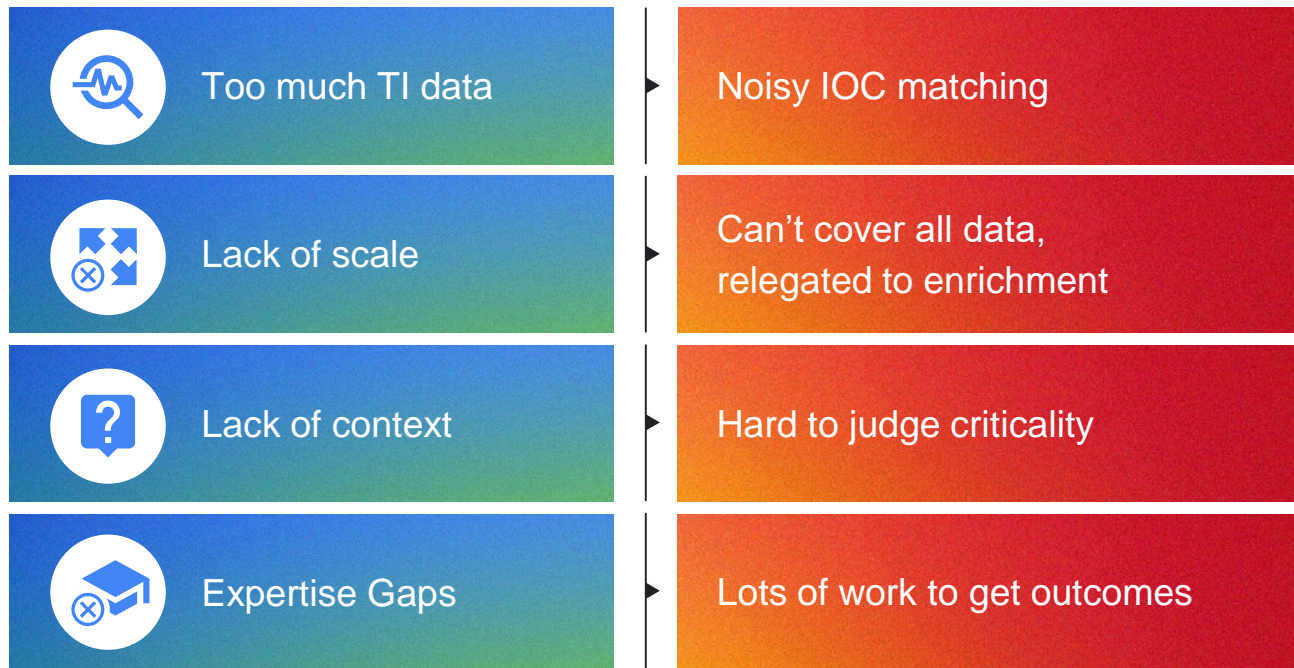 Too much TI data
Noisy IOC matching
Lack of scale
Can’t cover all data,
relegated to enrichment
Lack of context
Hard to judge criticality
Expertise Gaps
Lots of work to get outcomes